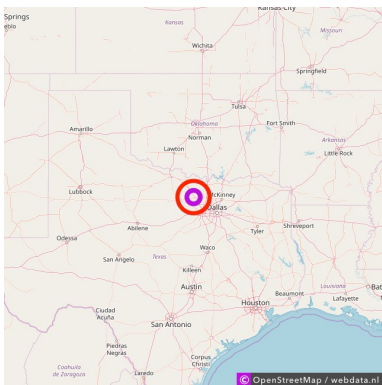 Kansas City
Springs
eblo
Kansas
Missouri
Wichita
Springfield
Tulsa
Amarillo
Oklahoma
Fort Smith
Norman
Arkansas
Lawton
Little Rock
Lubbock
McKinney
Dallas
Abilene
Tyler
Shreveport
Odessa
Waco
San Angelo
Texas
Killeen
Austin
Beaumont
Louisiana
Bat
Lafayette
Houston
Ciudad
Acuña
San Antonio
Piedras
Negras
Corpus
Christi
Coahuila
de Zaragoza
Laredo
© OpenStreetMap / webdata.nl